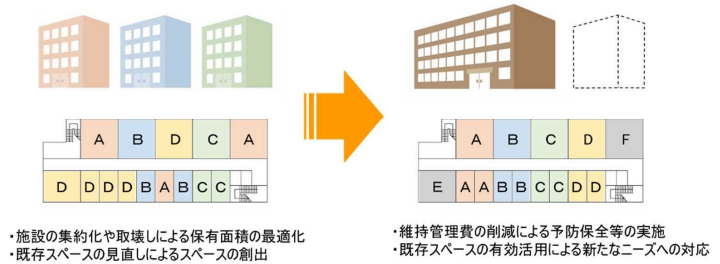 A B D C A
D D D D B A B C C
・施設の集約化や取壊しによる保有面積の最適化
・既存スペースの見直しによるスペースの創出
A B C D F
E A A B B C C D D
・維持管理費の削減による予防保全等の実施
・既存スペースの有効活用による新たなニーズへの対応